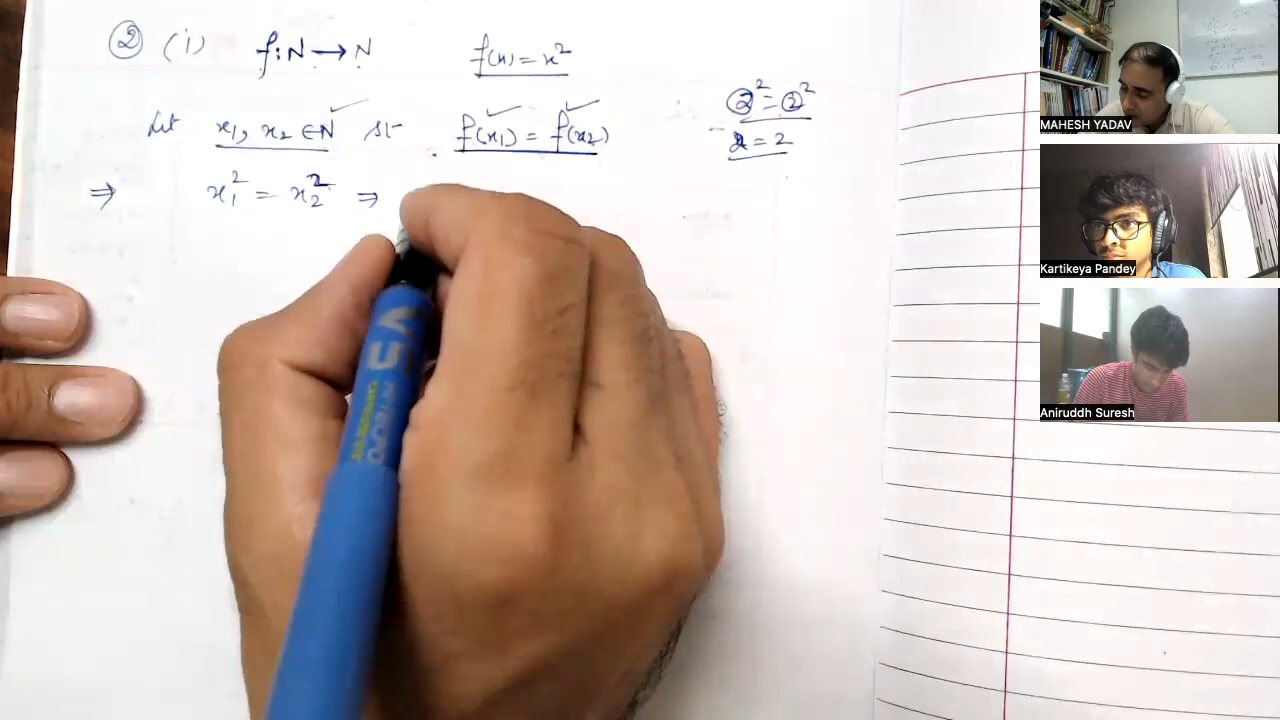 ② (i) f: N → N f(x) = x²
Let x₁, x₂ ∈ N st f(x₁) = f(x₂)
2² = 2²
2 = 2
⇒ x₁² = x₂² ⇒
V5
MAHESH YADAV
Kartikeya Pandey
Aniruddh Suresh